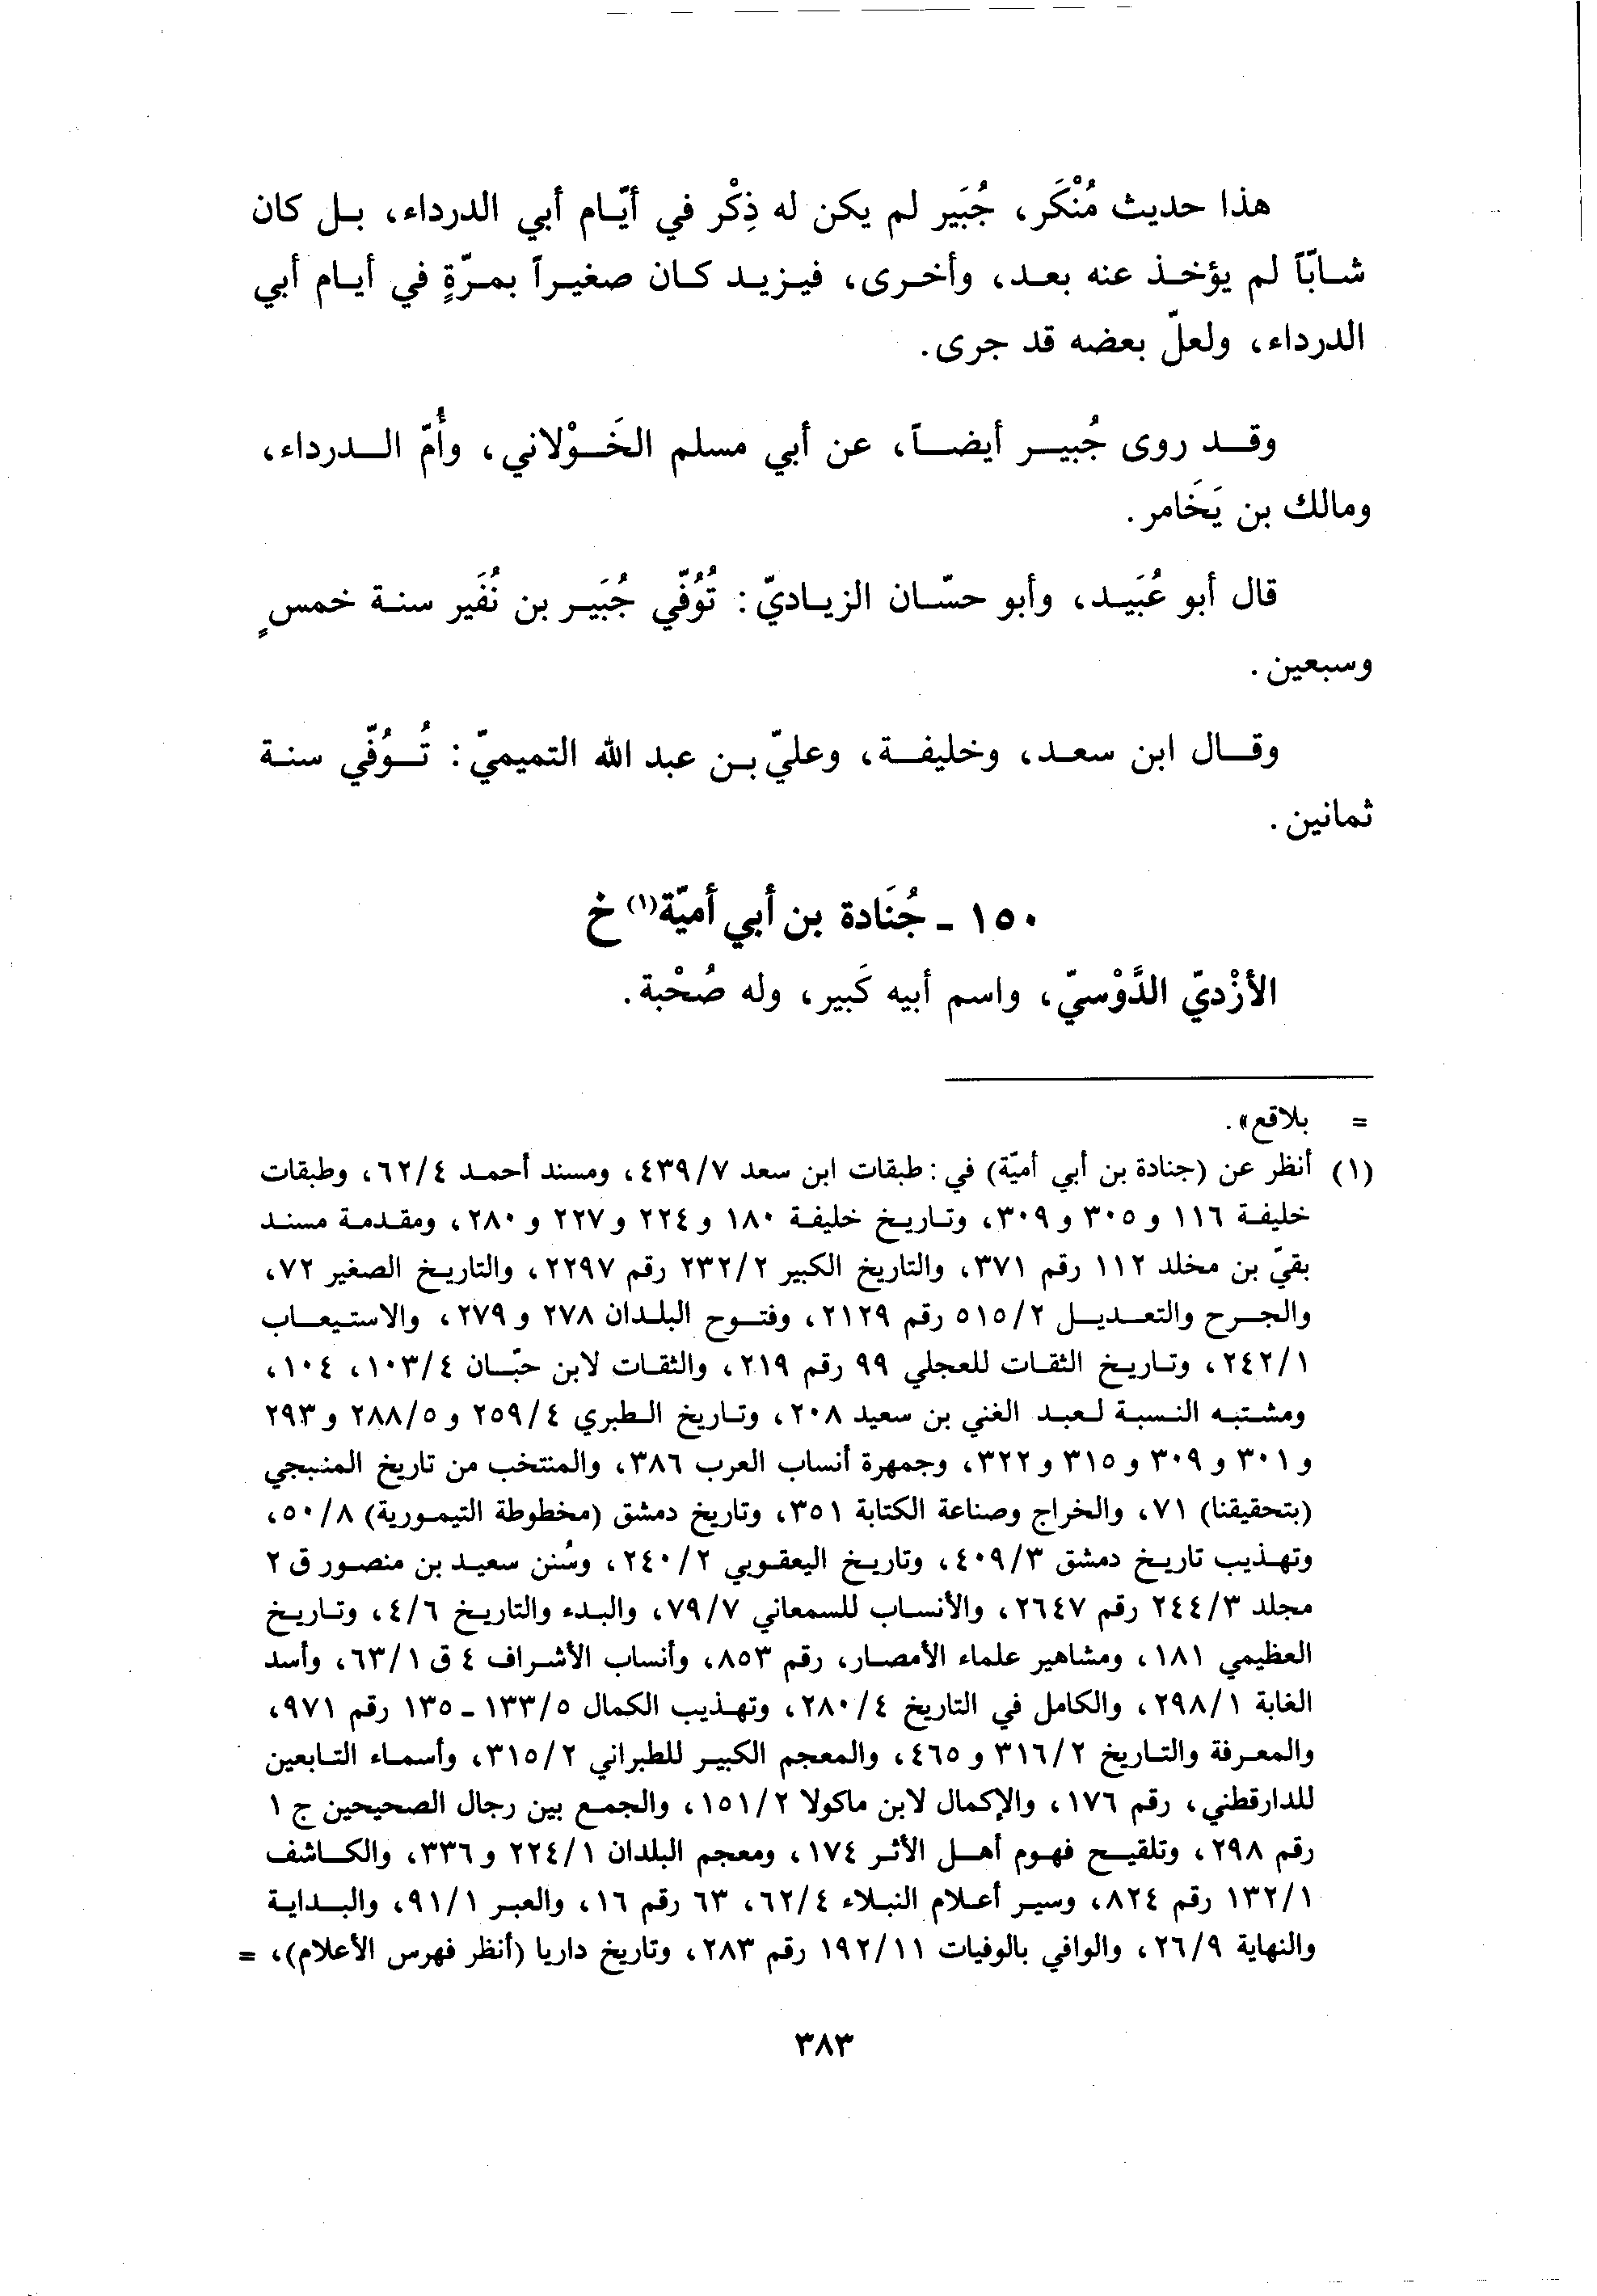 هذا حديث مُنْكَر، جُبَير لم يكن له ذِكْر في أيّام أبي الدرداء، بل كان
شابّاً لم يؤخذ عنه بعد، وأخرى، فيزيد كان صغيراً بمرّةٍ في أيام أبي
الدرداء، ولعلّ بعضه قد جرى.
وقد روى جُبير أيضاً، عن أبي مسلم الخَوْلاني، وأُمّ الدرداء،
ومالك بن يَخَامر.
قال أبو عُبَيد، وأبو حسّان الزياديّ: تُوُفّي جُبَير بن نُفَير سنة خمسٍ
وسبعين.
وقال ابن سعد، وخليفة، وعليّ بن عبد الله التميميّ: تُوُفّي سنة
ثمانين.
١٥٠ - جُنَادة بن أبي أميّة(١) خ
الأزْديّ الدَّوْسيّ، واسم أبيه كَبير، وله صُحْبة.
= بلاقع».
(١) أنظر عن (جنادة بن أبي أميّة) في: طبقات ابن سعد ٤٣٩/٧، ومسند أحمد ٦٢/٤، وطبقات
خليفة ١١٦ و ٣٠٥ و ٣٠٩، وتاريخ خليفة ١٨٠ و ٢٢٤ و ٢٢٧ و ٢٨٠، ومقدمة مسند
بقيّ بن مخلد ١١٢ رقم ٣٧١، والتاريخ الكبير ٢٣٢/٢ رقم ٢٢٩٧، والتاريخ الصغير ٧٢،
والجرح والتعديل ٥١٥/٢ رقم ٢١٢٩، وفتوح البلدان ٢٧٨ و ٢٧٩، والاستيعاب
٢٤٢/١، وتاريخ الثقات للعجلي ٩٩ رقم ٢١٩، والثقات لابن حبّان ١٠٣/٤، ١٠٤،
ومشتبه النسبة لعبد الغني بن سعيد ٢٠٨، وتاريخ الطبري ٢٥٩/٤ و ٢٨٨/٥ و ٢٩٣
و ٣٠١ و ٣٠٩ و ٣١٥ و ٣٢٢، وجمهرة أنساب العرب ٣٨٦، والمنتخب من تاريخ المنبجي
(بتحقيقنا) ٧١، والخراج وصناعة الكتابة ٣٥١، وتاريخ دمشق (مخطوطة التيمورية) ٥٠/٨،
وتهذيب تاريخ دمشق ٤٠٩/٣، وتاريخ اليعقوبي ٢٤٠/٢، وسُنن سعيد بن منصور ق ٢
مجلد ٢٤٤/٣ رقم ٢٦٤٧، والأنساب للسمعاني ٧٩/٧، والبدء والتاريخ ٤/٦، وتاريخ
العظيمي ١٨١، ومشاهير علماء الأمصار، رقم ٨٥٣، وأنساب الأشراف ٤ ق ٦٣/١، وأسد
الغابة ٢٩٨/١، والكامل في التاريخ ٢٨٠/٤، وتهذيب الكمال ١٣٣/٥ - ١٣٥ رقم ٩٧١،
والمعرفة والتاريخ ٣١٦/٢ و ٤٦٥، والمعجم الكبير للطبراني ٣١٥/٢، وأسماء التابعين
للدارقطني، رقم ١٧٦، والإكمال لابن ماكولا ١٥١/٢، والجمع بين رجال الصحيحين ج ١
رقم ٢٩٨، وتلقيح فهوم أهل الأثر ١٧٤، ومعجم البلدان ٢٢٤/١ و ٣٣٦، والكاشف
١٣٢/١ رقم ٨٢٤، وسير أعلام النبلاء ٦٢/٤، ٦٣ رقم ١٦، والعبر ٩١/١، والبداية
والنهاية ٢٦/٩، والوافي بالوفيات ١٩٢/١١ رقم ٢٨٣، وتاريخ داريا (أنظر فهرس الأعلام)، =
٣٨٣